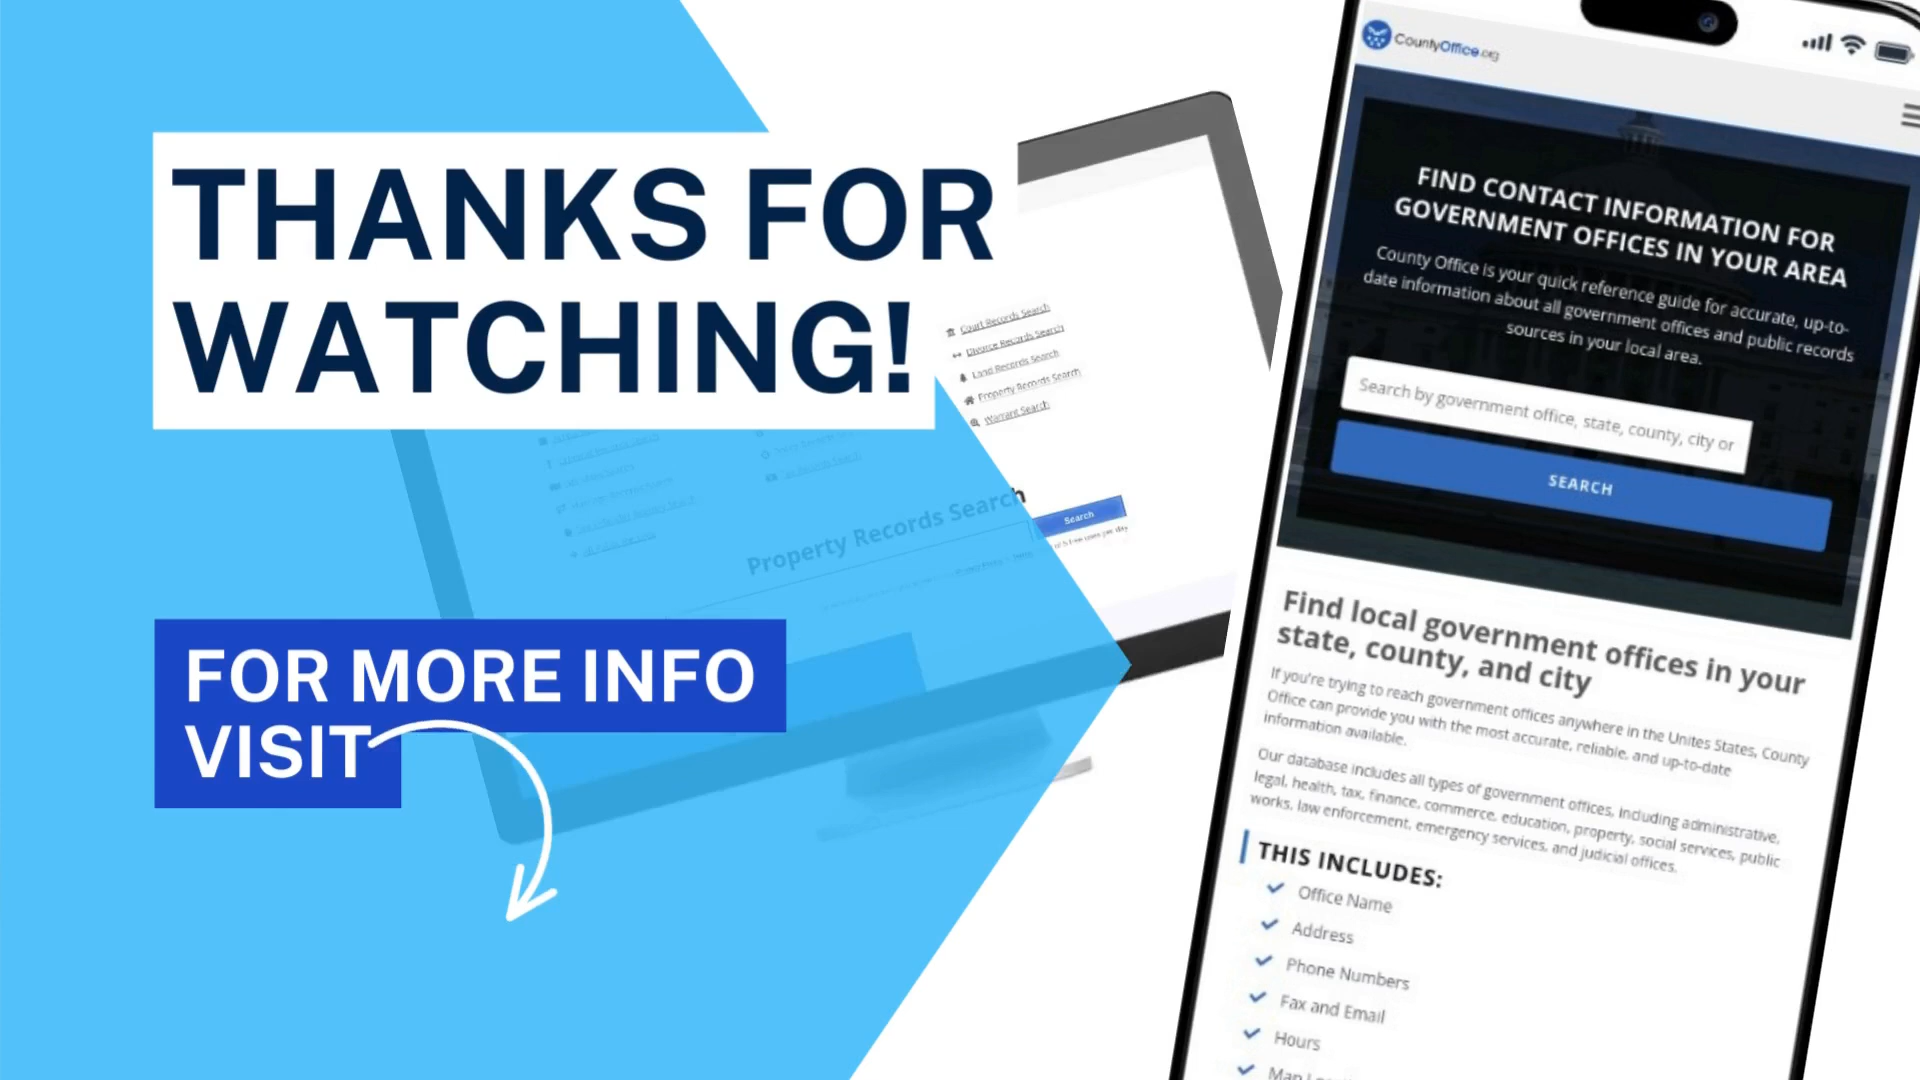 THANKS FOR
WATCHING!
FOR MORE INFO
VISIT
Court Records Search
Divorce Records Search
Land Records Search
Property Records Search
Warrant Search
Property Records Search
Search
CountyOffice.org
FIND CONTACT INFORMATION FOR
GOVERNMENT OFFICES IN YOUR AREA
County Office is your quick reference guide for accurate, up-to-
date information about all government offices and public records
sources in your local area.
Search by government office, state, county, city or
SEARCH
Find local government offices in your
state, county, and city
If you're trying to reach government offices anywhere in the Unites States, County
Office can provide you with the most accurate, reliable, and up-to-date
information available.
Our database includes all types of government offices, including administrative,
legal, health, tax, finance, commerce, education, property, social services, public
works, law enforcement, emergency services, and judicial offices.
THIS INCLUDES:
Office Name
Address
Phone Numbers
Fax and Email
Hours
Map